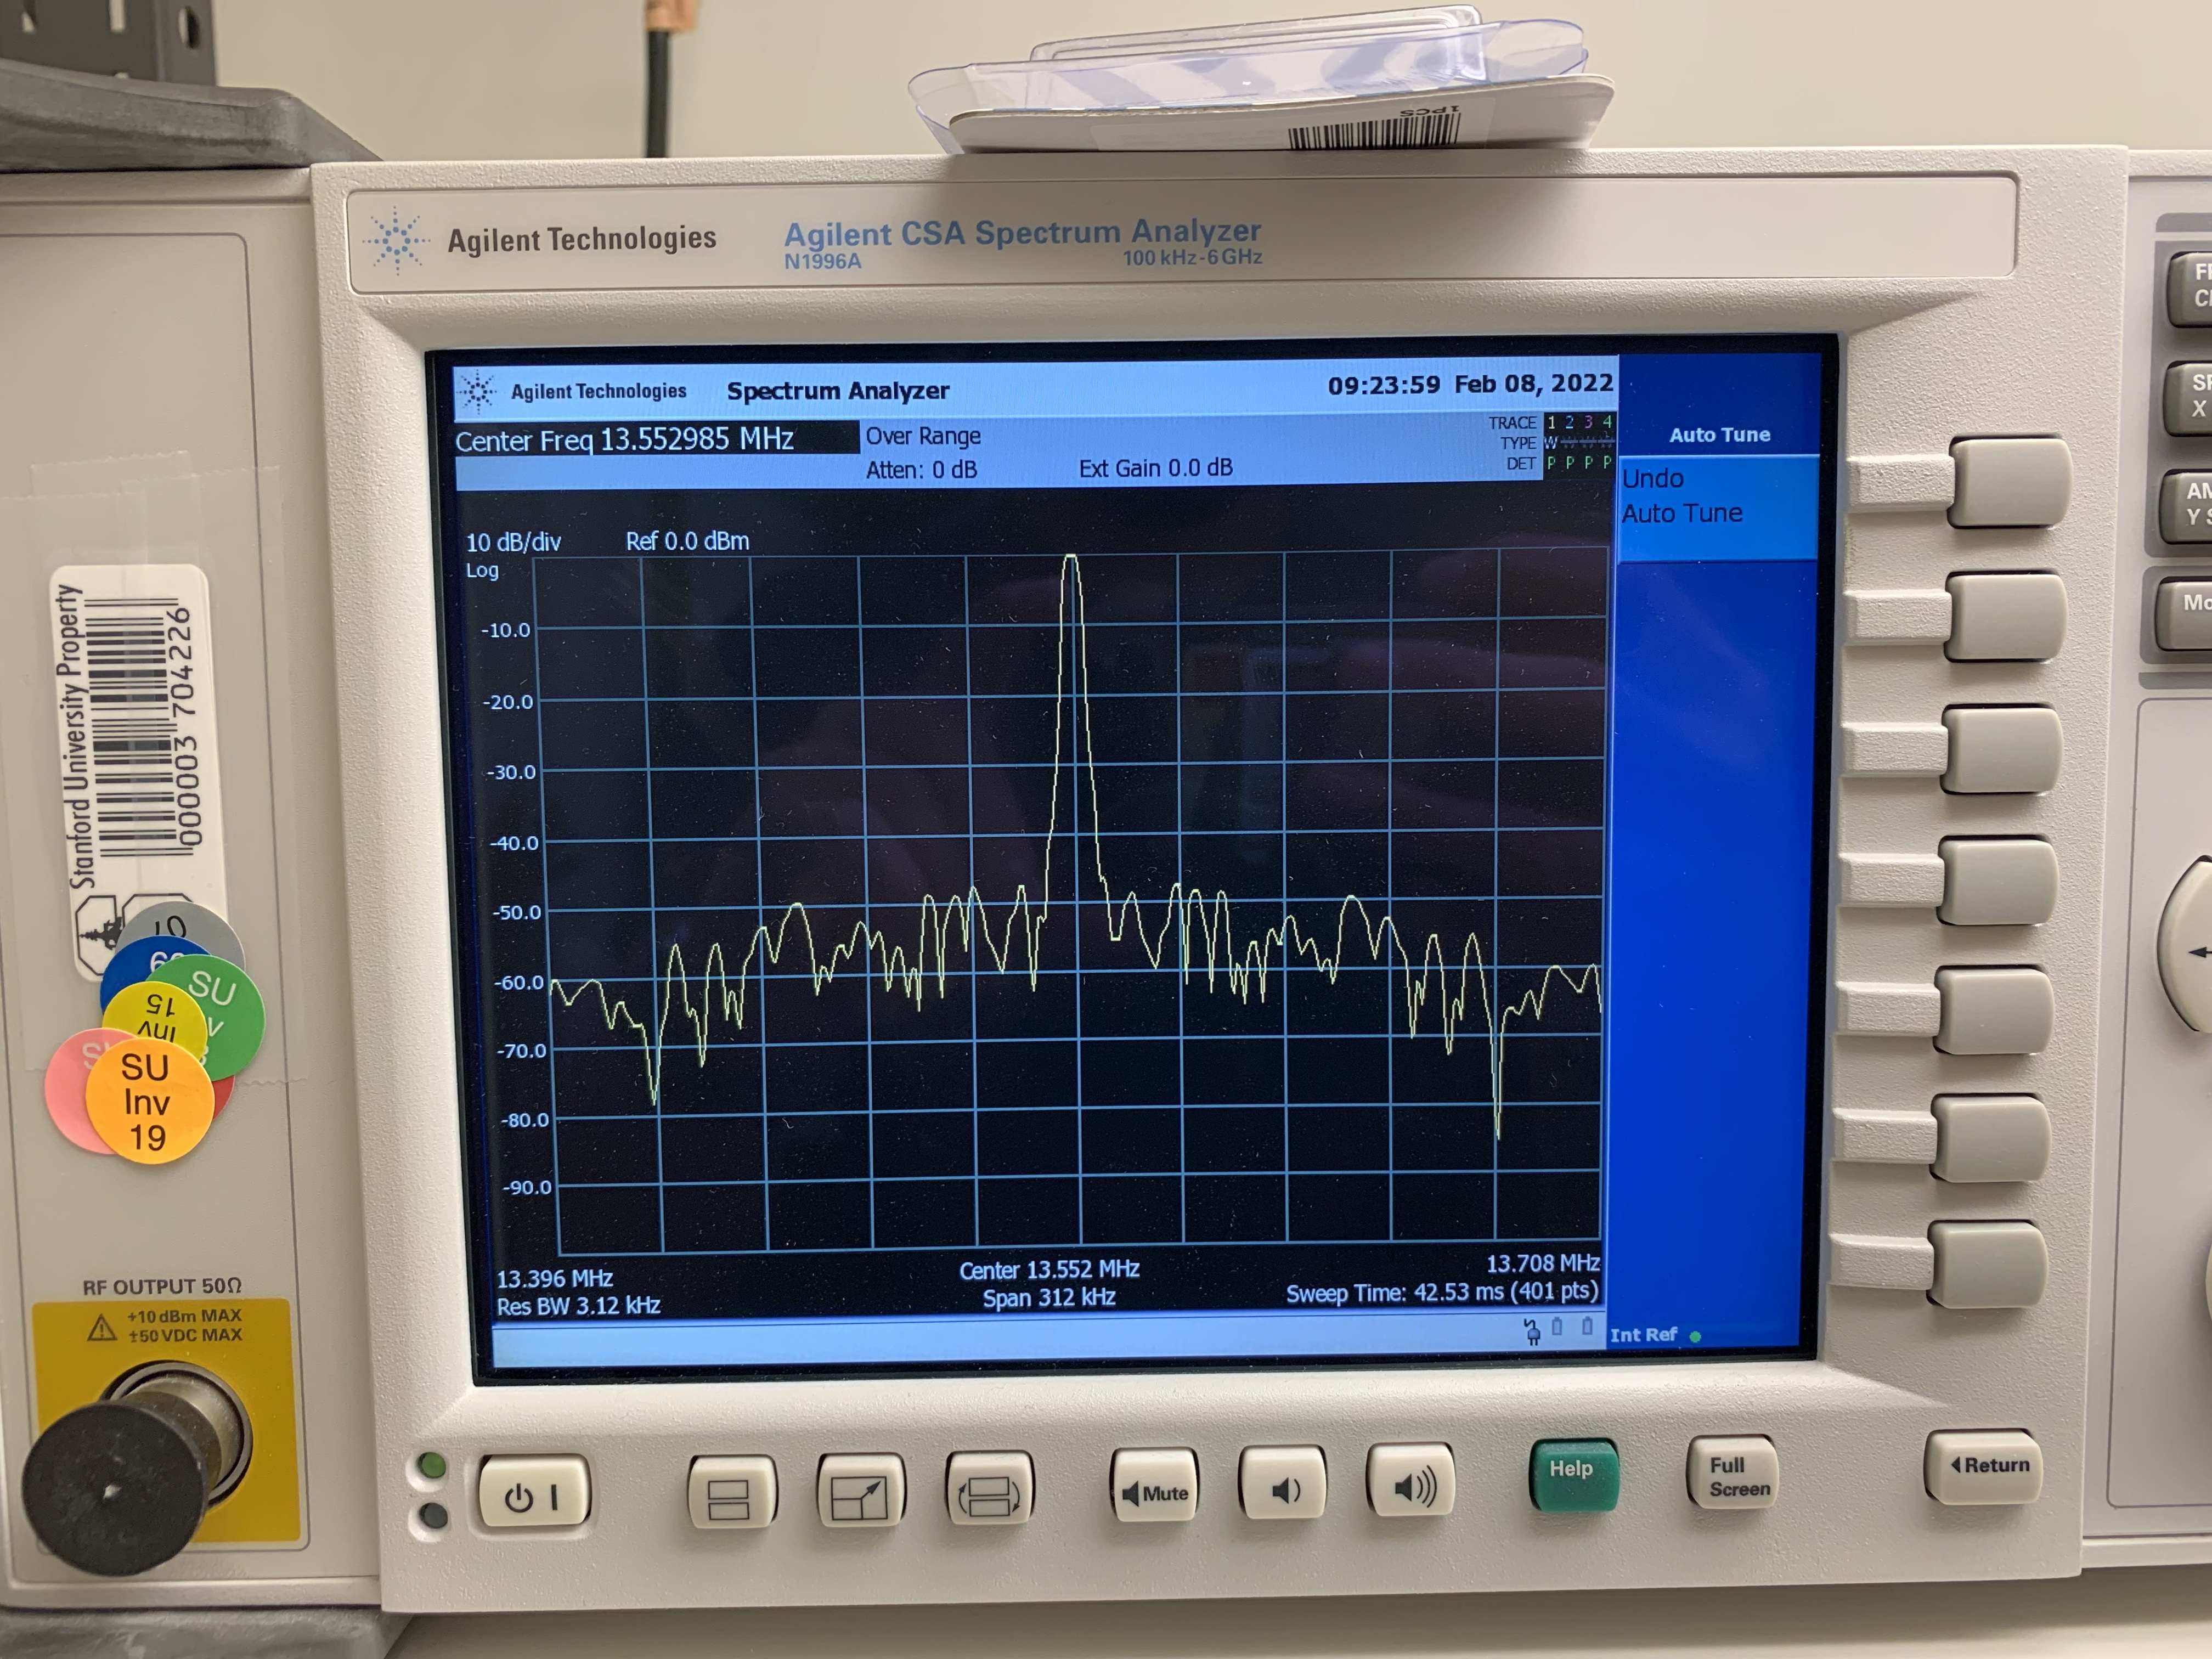 1PCS
Agilent Technologies
Agilent CSA Spectrum Analyzer
N1996A
100 kHz-6 GHz
Agilent Technologies
Spectrum Analyzer
09:23:59 Feb 08, 2022
Center Freq 13.552985 MHz
Over Range
Atten: 0 dB
Ext Gain 0.0 dB
TRACE 1 2 3 4
TYPE W W W W
DET P P P P
Auto Tune
Undo
Auto Tune
10 dB/div
Ref 0.0 dBm
Log
-10.0
-20.0
-30.0
-40.0
-50.0
-60.0
-70.0
-80.0
-90.0
13.396 MHz
Center 13.552 MHz
13.708 MHz
Res BW 3.12 kHz
Span 312 kHz
Sweep Time: 42.53 ms (401 pts)
Int Ref
Stanford University Property
000003 704226
07
SU
15
Inv
SU
Inv
19
RF OUTPUT 50Ω
+10 dBm MAX
±50 VDC MAX
Mute
Help
Full
Screen
Return